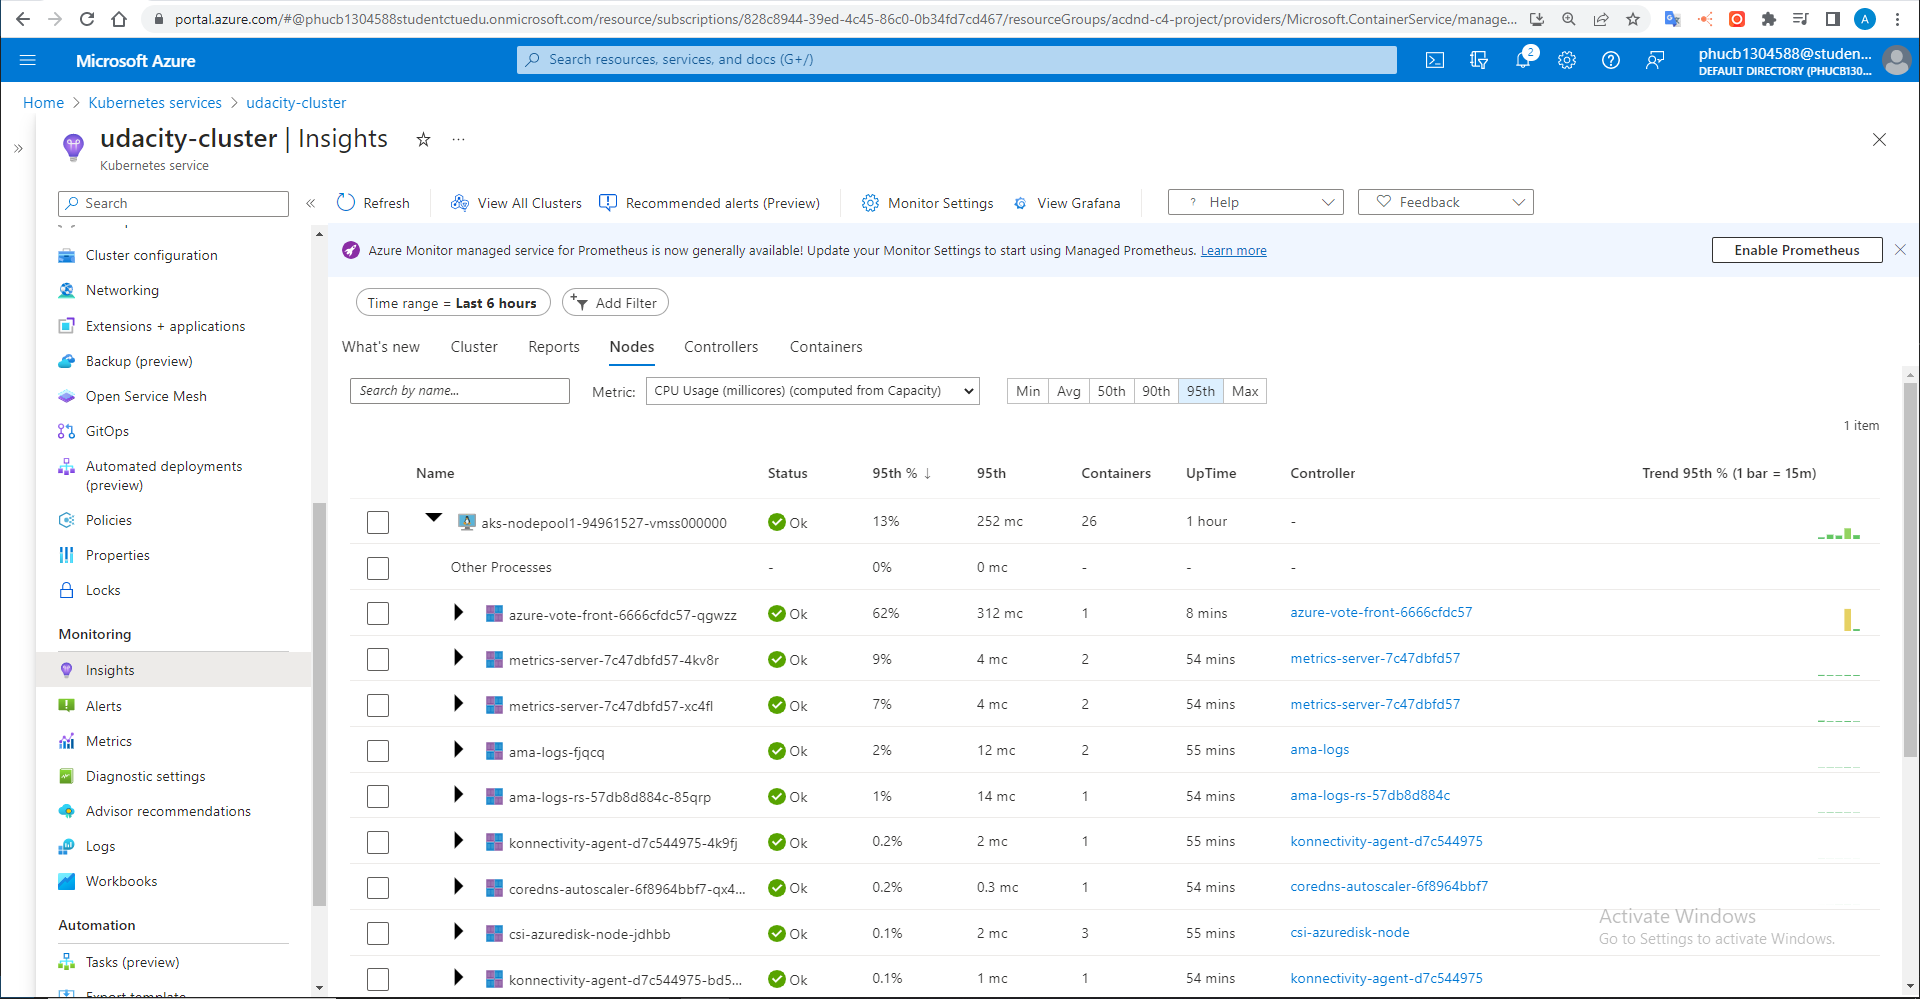 portal.azure.com/#@phucb1304588studentctuedu.onmicrosoft.com/resource/subscriptions/828c8944-39ed-4c45-86c0-0b34fd7cd467/resourceGroups/acdnd-c4-project/providers/Microsoft.ContainerService/manage...
A
Microsoft Azure
Search resources, services, and docs (G+/)
2
phucb1304588@studen...
DEFAULT DIRECTORY (PHUCB130...
Home > Kubernetes services > udacity-cluster
udacity-cluster | Insights
Kubernetes service
Search
Refresh
View All Clusters
Recommended alerts (Preview)
Monitor Settings
View Grafana
? Help
Feedback
Azure Monitor managed service for Prometheus is now generally available! Update your Monitor Settings to start using Managed Prometheus. Learn more
Enable Prometheus
Cluster configuration
Networking
Extensions + applications
Backup (preview)
Open Service Mesh
GitOps
Automated deployments
(preview)
Policies
Properties
Locks
Monitoring
Insights
Alerts
Metrics
Diagnostic settings
Advisor recommendations
Logs
Workbooks
Automation
Tasks (preview)
Export template
Time range = Last 6 hours
Add Filter
What's new Cluster Reports Nodes Controllers Containers
Search by name...
Metric:
CPU Usage (millicores) (computed from Capacity)
Min Avg 50th 90th 95th Max
1 item
Name Status 95th % ↓ 95th Containers UpTime Controller Trend 95th % (1 bar = 15m)
aks-nodepool1-94961527-vmss000000 Ok 13% 252 mc 26 1 hour -
Other Processes - 0% 0 mc - - -
azure-vote-front-6666cfdc57-qgwzz Ok 62% 312 mc 1 8 mins azure-vote-front-6666cfdc57
metrics-server-7c47dbfd57-4kv8r Ok 9% 4 mc 2 54 mins metrics-server-7c47dbfd57
metrics-server-7c47dbfd57-xc4fl Ok 7% 4 mc 2 54 mins metrics-server-7c47dbfd57
ama-logs-fjqcq Ok 2% 12 mc 2 55 mins ama-logs
ama-logs-rs-57db8d884c-85qrp Ok 1% 14 mc 1 54 mins ama-logs-rs-57db8d884c
konnectivity-agent-d7c544975-4k9fj Ok 0.2% 2 mc 1 55 mins konnectivity-agent-d7c544975
coredns-autoscaler-6f8964bbf7-qx4... Ok 0.2% 0.3 mc 1 54 mins coredns-autoscaler-6f8964bbf7
csi-azuredisk-node-jdhbb Ok 0.1% 2 mc 3 55 mins csi-azuredisk-node
konnectivity-agent-d7c544975-bd5... Ok 0.1% 1 mc 1 54 mins konnectivity-agent-d7c544975
Activate Windows
Go to Settings to activate Windows.